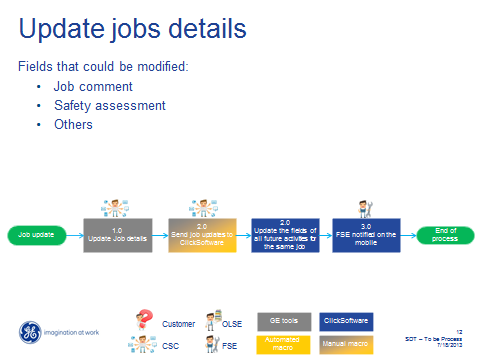 Update jobs details
Fields that could be modified:
• Job comment
• Safety assessment
• Others
Job update
1.0
Update Job details
2.0
Send job updates to
ClickSoftware
2.0
Update the fields of
all future activities for
the same job
3.0
FSE notified on the
mobile
End of
process
imagination at work
Customer
OLSE
CSC
FSE
GE tools
ClickSoftware
Automated
macro
Manual macro
12
SDT – To be Process
7/18/2013